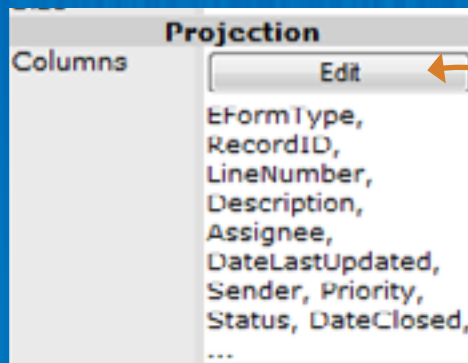 Projection
Columns
Edit
EFormType,
RecordID,
LineNumber,
Description,
Assignee,
DateLastUpdated,
Sender, Priority,
Status, DateClosed,
...